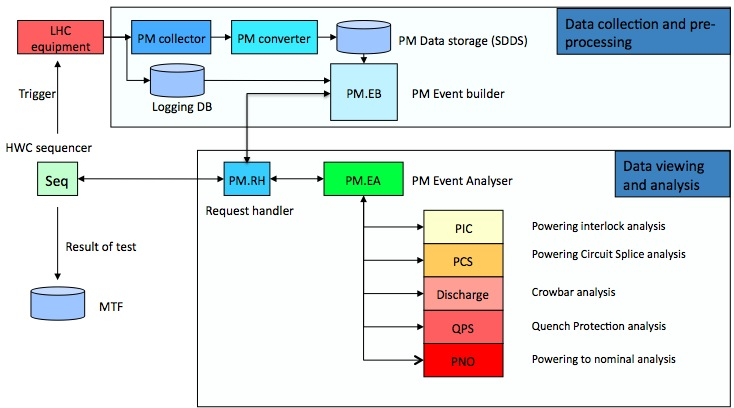 LHC
equipment
PM collector
PM converter
PM Data storage (SDDS)
Data collection and pre-
processing
Trigger
Logging DB
PM.EB
PM Event builder
HWC sequencer
Seq
PM.RH
PM.EA
PM Event Analyser
Data viewing
and analysis
Request handler
PIC
Powering interlock analysis
Result of test
PCS
Powering Circuit Splice analysis
Discharge
Crowbar analysis
MTF
QPS
Quench Protection analysis
PNO
Powering to nominal analysis